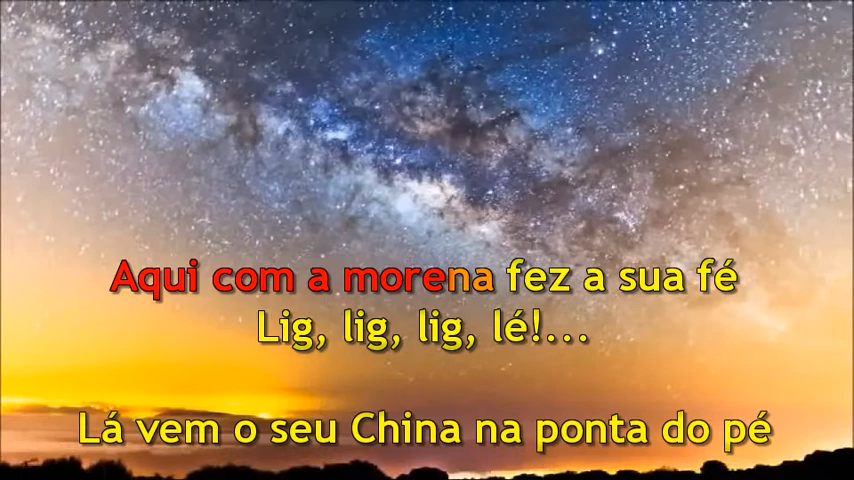 Aqui com a morena fez a sua fé
Lig, lig, lig, lé!...
Lá vem o seu China na ponta do pé